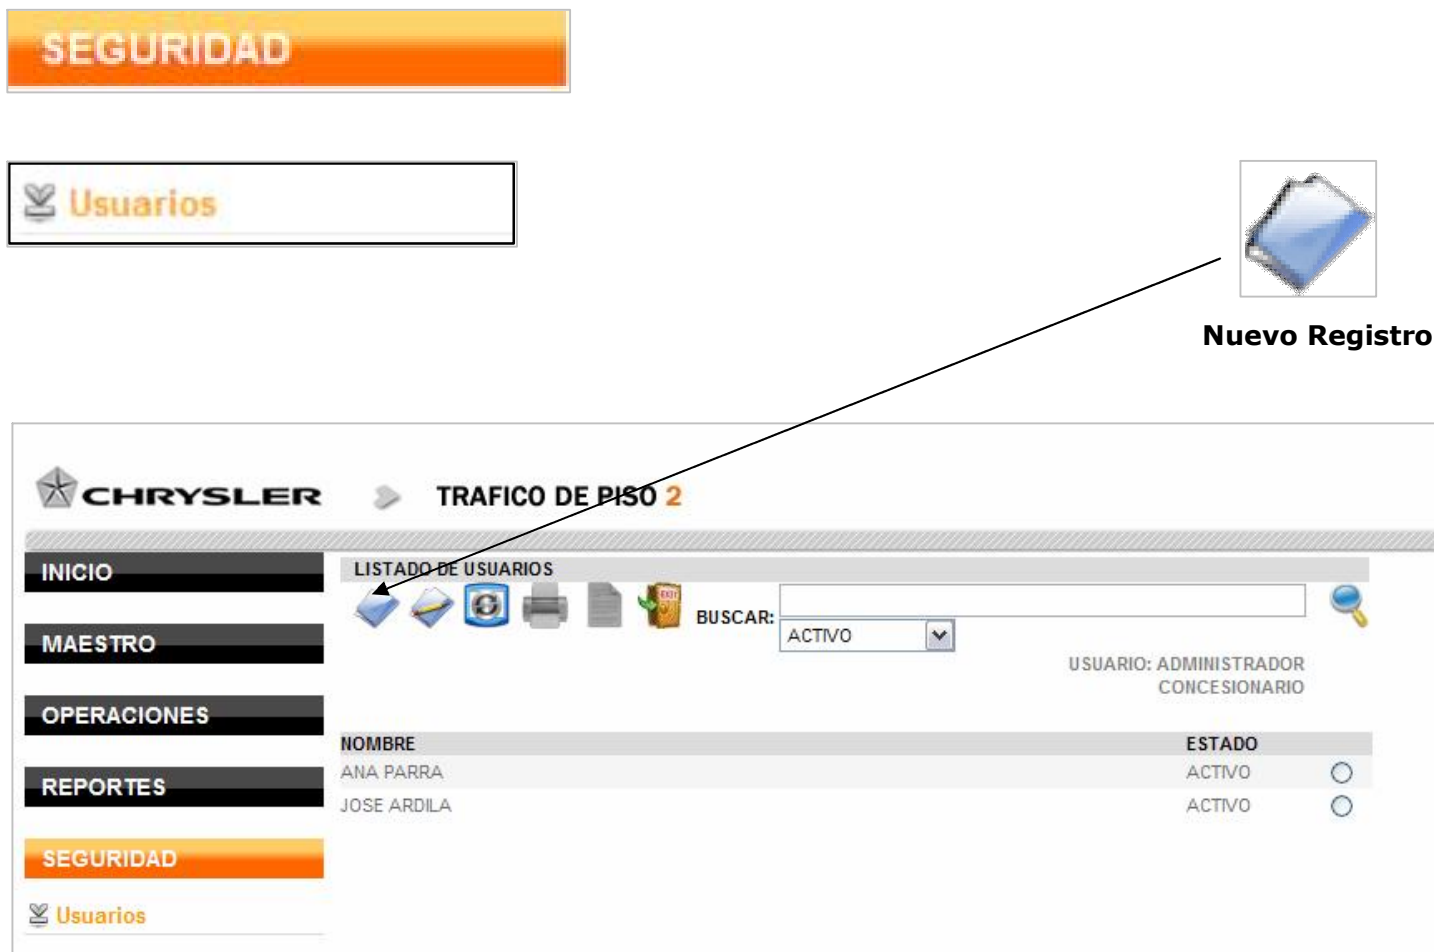 SEGURIDAD
Usuarios
Nuevo Registro
CHRYSLER
TRAFICO DE PISO 2
INICIO
MAESTRO
OPERACIONES
REPORTES
SEGURIDAD
Usuarios
LISTADO DE USUARIOS
EXIT
BUSCAR:
ACTIVO
USUARIO: ADMINISTRADOR
CONCESIONARIO
NOMBRE ESTADO
ANA PARRA ACTIVO
JOSE ARDILA ACTIVO